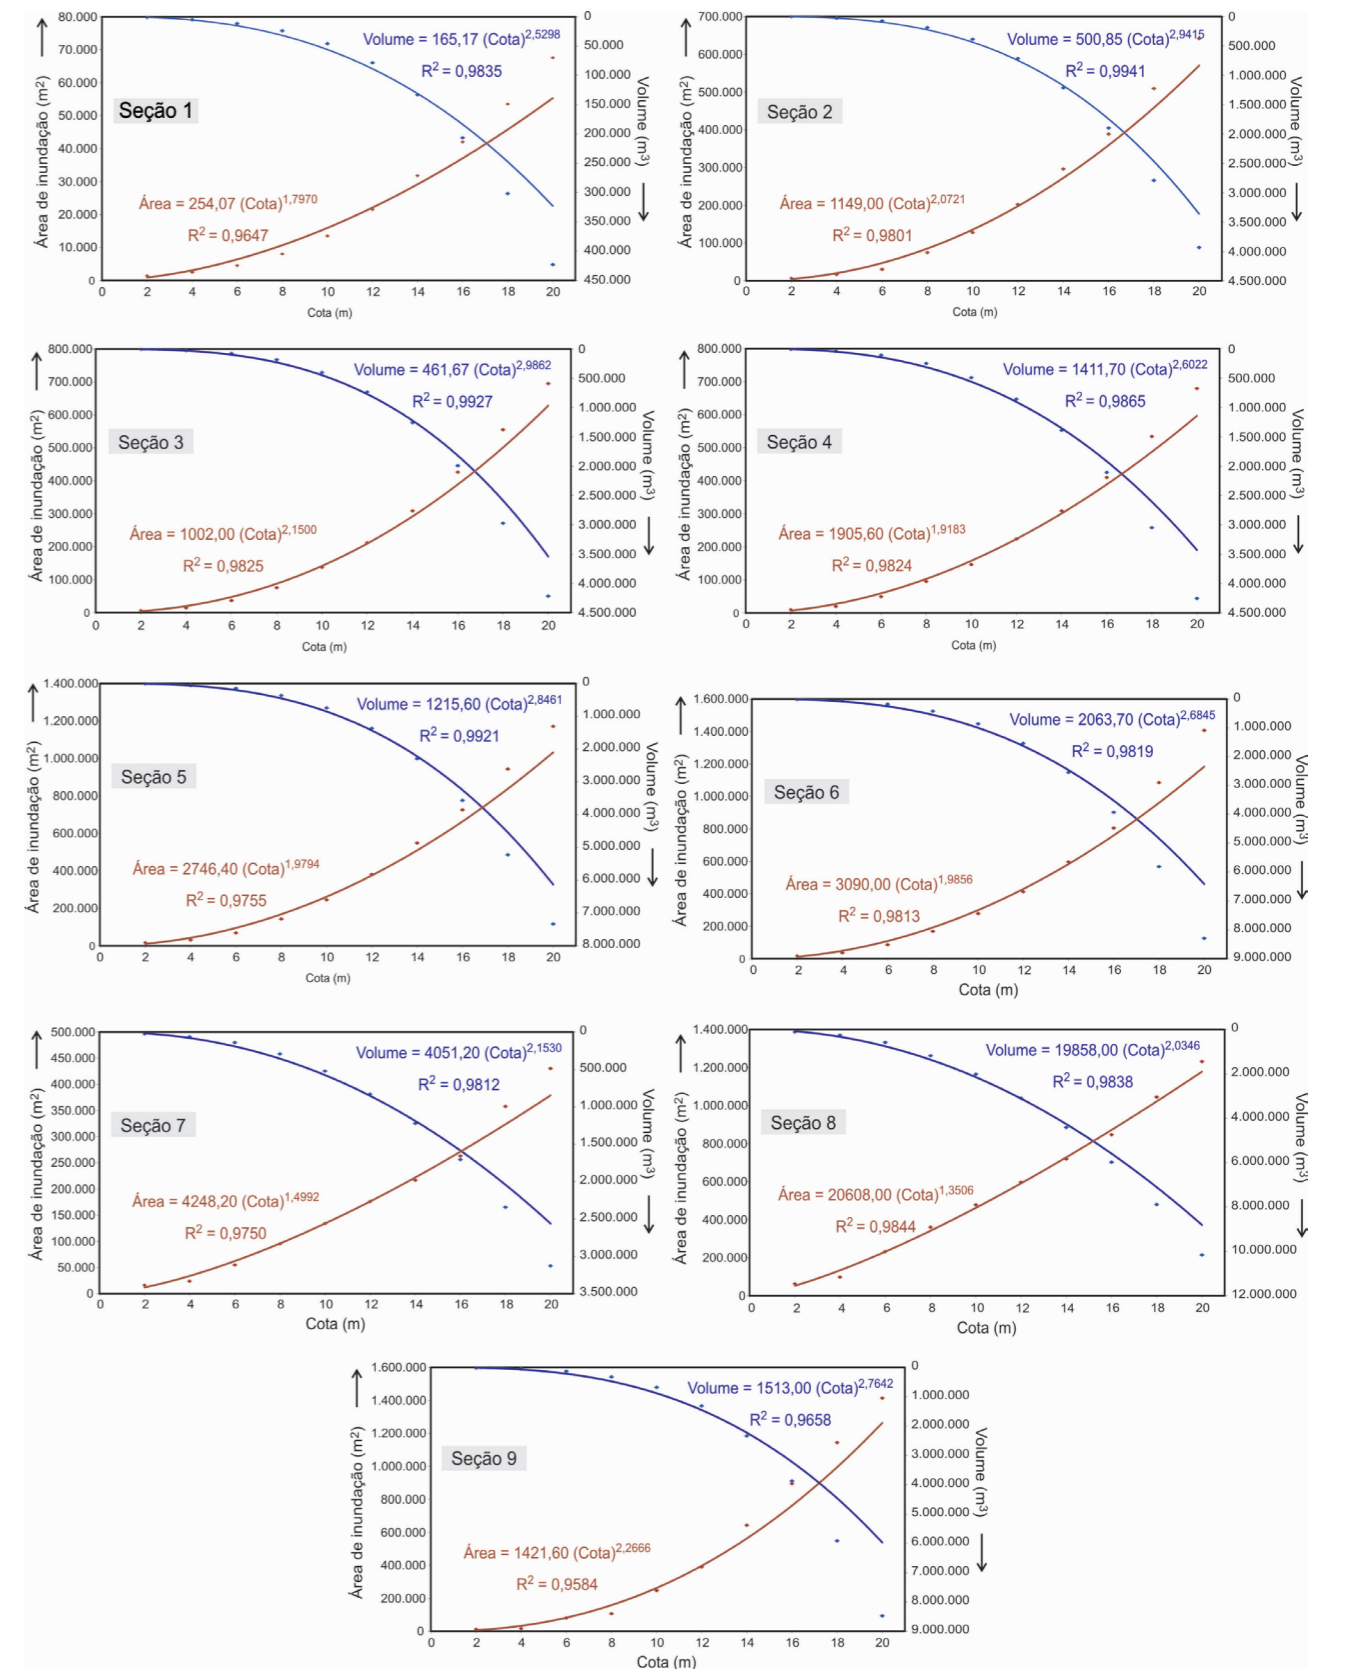 Seção 1
Volume = 165,17 (Cota)^2,5298
R² = 0,9835
Área = 254,07 (Cota)^1,7970
R² = 0,9647
Área de inundação (m²)
80.000
70.000
60.000
50.000
40.000
30.000
20.000
10.000
0
0
50.000
100.000
150.000
200.000
250.000
300.000
350.000
400.000
450.000
Volume (m³)
0 2 4 6 8 10 12 14 16 18 20
Cota (m)
Seção 2
Volume = 500,85 (Cota)^2,9415
R² = 0,9941
Área = 1149,00 (Cota)^2,0721
R² = 0,9801
Área de inundação (m²)
700.000
600.000
500.000
400.000
300.000
200.000
100.000
0
0
500.000
1.000.000
1.500.000
2.000.000
2.500.000
3.000.000
3.500.000
4.000.000
4.500.000
Volume (m³)
0 2 4 6 8 10 12 14 16 18 20
Cota (m)
Seção 3
Volume = 461,67 (Cota)^2,9862
R² = 0,9927
Área = 1002,00 (Cota)^2,1500
R² = 0,9825
Área de inundação (m²)
800.000
700.000
600.000
500.000
400.000
300.000
200.000
100.000
0
0
500.000
1.000.000
1.500.000
2.000.000
2.500.000
3.000.000
3.500.000
4.000.000
4.500.000
Volume (m³)
0 2 4 6 8 10 12 14 16 18 20
Cota (m)
Seção 4
Volume = 1411,70 (Cota)^2,6022
R² = 0,9865
Área = 1905,60 (Cota)^1,9183
R² = 0,9824
Área de inundação (m²)
800.000
700.000
600.000
500.000
400.000
300.000
200.000
100.000
0
0
500.000
1.000.000
1.500.000
2.000.000
2.500.000
3.000.000
3.500.000
4.000.000
4.500.000
Volume (m³)
0 2 4 6 8 10 12 14 16 18 20
Cota (m)
Seção 5
Volume = 1215,60 (Cota)^2,8461
R² = 0,9921
Área = 2746,40 (Cota)^1,9794
R² = 0,9755
Área de inundação (m²)
1.400.000
1.200.000
1.000.000
800.000
600.000
400.000
200.000
0
0
1.000.000
2.000.000
3.000.000
4.000.000
5.000.000
6.000.000
7.000.000
8.000.000
Volume (m³)
0 2 4 6 8 10 12 14 16 18 20
Cota (m)
Seção 6
Volume = 2063,70 (Cota)^2,6845
R² = 0,9819
Área = 3090,00 (Cota)^1,9856
R² = 0,9813
Área de inundação (m²)
1.600.000
1.400.000
1.200.000
1.000.000
800.000
600.000
400.000
200.000
0
0
1.000.000
2.000.000
3.000.000
4.000.000
5.000.000
6.000.000
7.000.000
8.000.000
9.000.000
Volume (m³)
0 2 4 6 8 10 12 14 16 18 20
Cota (m)
Seção 7
Volume = 4051,20 (Cota)^2,1530
R² = 0,9812
Área = 4248,20 (Cota)^1,4992
R² = 0,9750
Área de inundação (m²)
500.000
450.000
400.000
350.000
300.000
250.000
200.000
150.000
100.000
50.000
0
0
500.000
1.000.000
1.500.000
2.000.000
2.500.000
3.000.000
3.500.000
Volume (m³)
0 2 4 6 8 10 12 14 16 18 20
Cota (m)
Seção 8
Volume = 19858,00 (Cota)^2,0346
R² = 0,9838
Área = 20608,00 (Cota)^1,3506
R² = 0,9844
Área de inundação (m²)
1.400.000
1.200.000
1.000.000
800.000
600.000
400.000
200.000
0
0
2.000.000
4.000.000
6.000.000
8.000.000
10.000.000
12.000.000
Volume (m³)
0 2 4 6 8 10 12 14 16 18 20
Cota (m)
Seção 9
Volume = 1513,00 (Cota)^2,7642
R² = 0,9658
Área = 1421,60 (Cota)^2,2666
R² = 0,9584
Área de inundação (m²)
1.600.000
1.400.000
1.200.000
1.000.000
800.000
600.000
400.000
200.000
0
0
1.000.000
2.000.000
3.000.000
4.000.000
5.000.000
6.000.000
7.000.000
8.000.000
9.000.000
Volume (m³)
0 2 4 6 8 10 12 14 16 18 20
Cota (m)